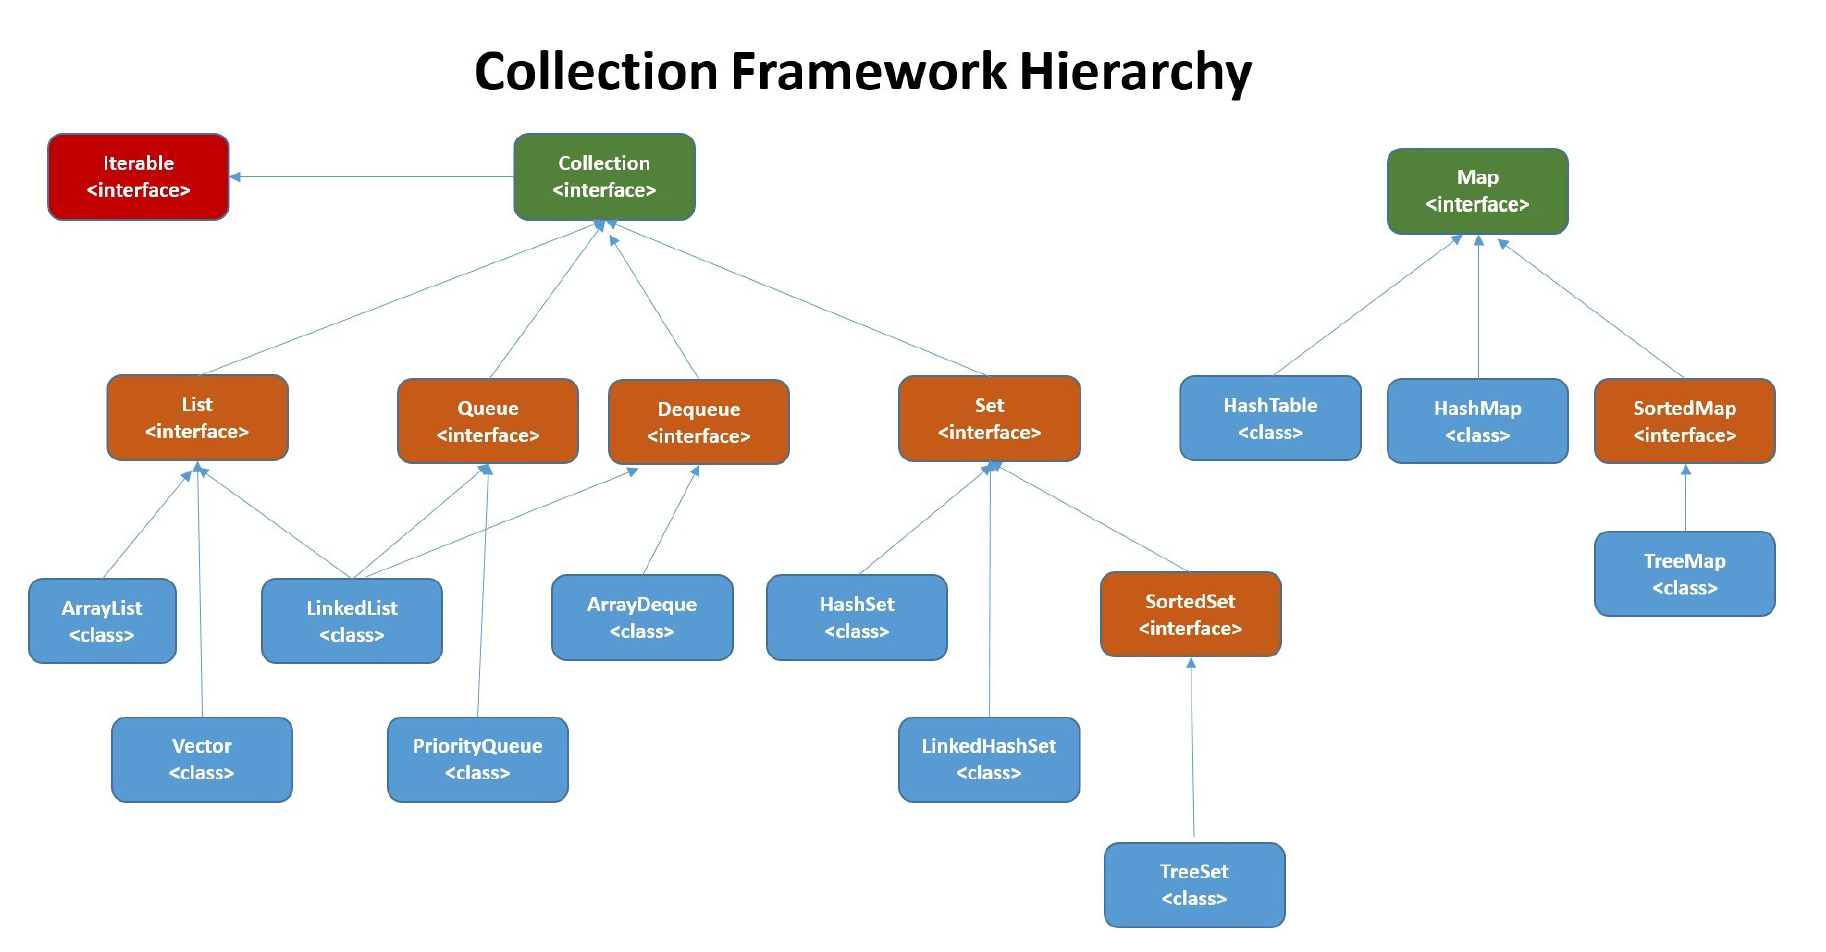 Collection Framework Hierarchy
Iterable
<interface>
Collection
<interface>
Map
<interface>
List
<interface>
Queue
<interface>
Dequeue
<interface>
Set
<interface>
HashTable
<class>
HashMap
<class>
SortedMap
<interface>
ArrayList
<class>
LinkedList
<class>
ArrayDeque
<class>
HashSet
<class>
SortedSet
<interface>
TreeMap
<class>
Vector
<class>
PriorityQueue
<class>
LinkedHashSet
<class>
TreeSet
<class>